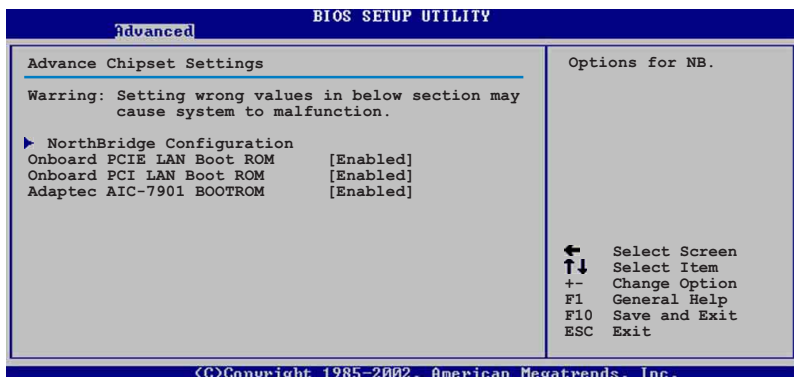 BIOS SETUP UTILITY
Advanced
Advance Chipset Settings
Warring: Setting wrong values in below section may
cause system to malfunction.
NorthBridge Configuration
Onboard PCIE LAN Boot ROM [Enabled]
Onboard PCI LAN Boot ROM [Enabled]
Adaptec AIC-7901 BOOTROM [Enabled]
Options for NB.
← Select Screen
↑↓ Select Item
+- Change Option
F1 General Help
F10 Save and Exit
ESC Exit
(C)Copyright 1985-2002, American Megatrends, Inc.